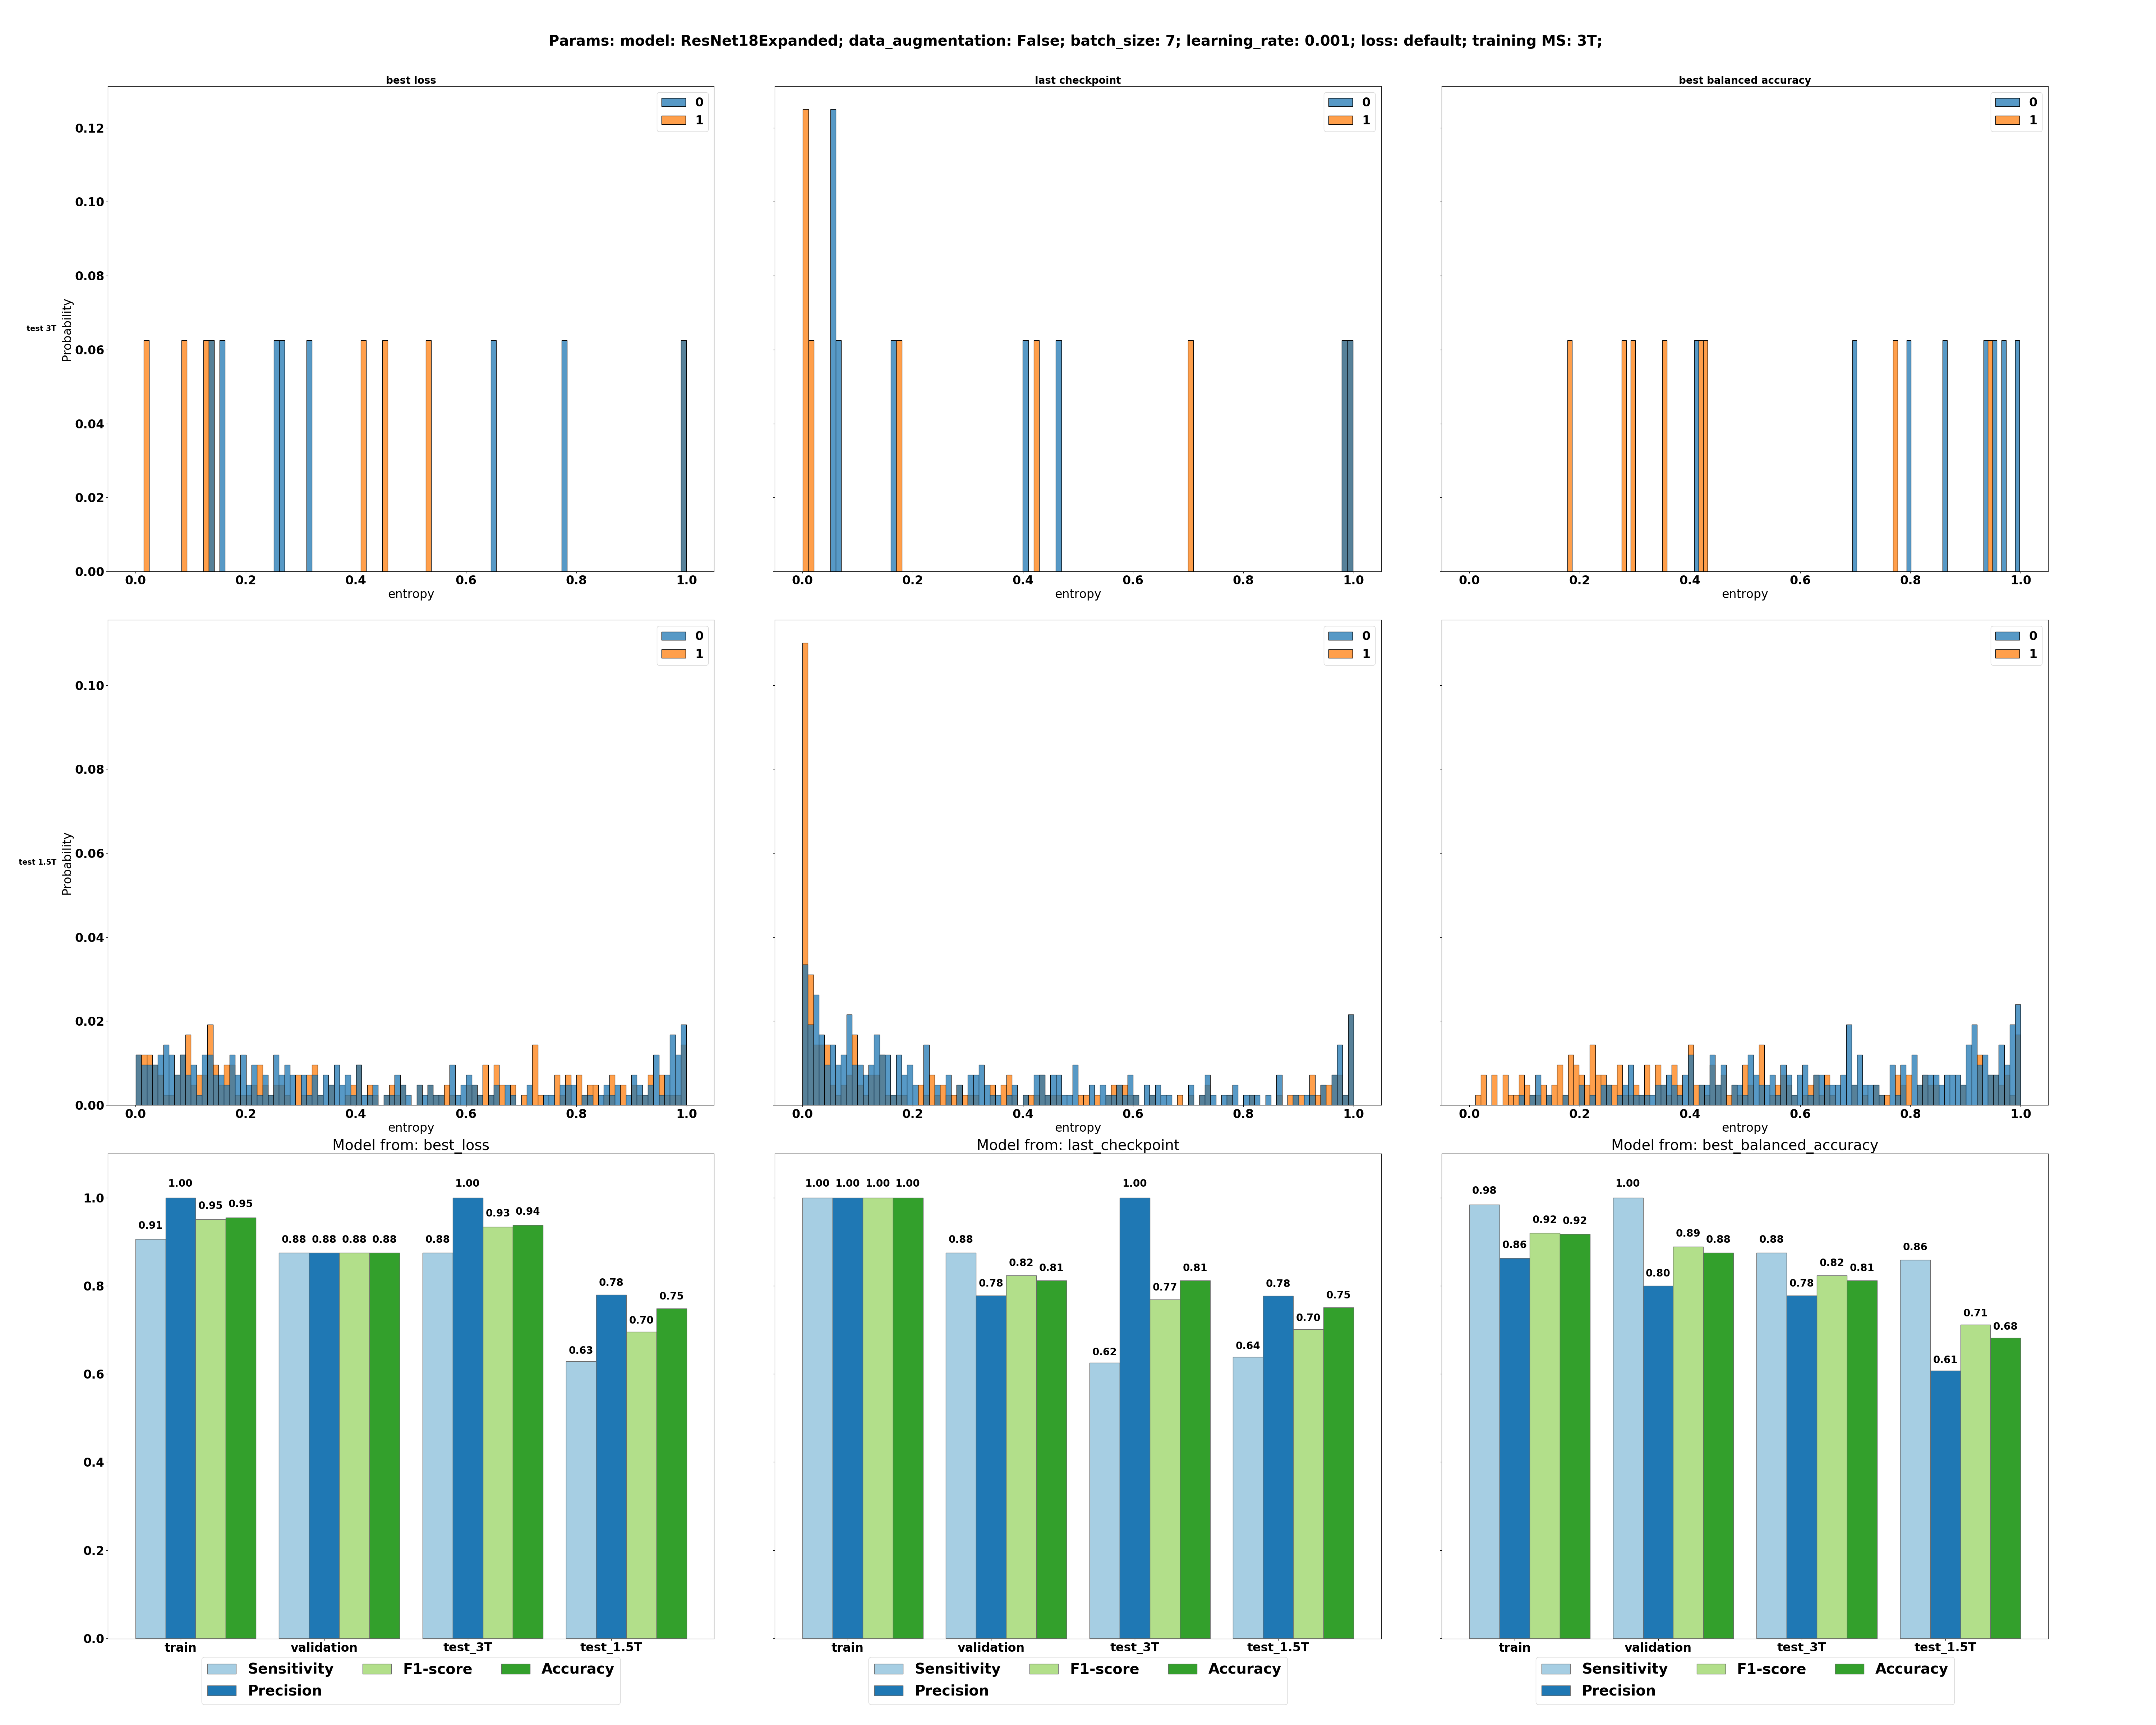 Params: model: ResNet18Expanded; data_augmentation: False; batch_size: 7; learning_rate: 0.001; loss: default; training MS: 3T;
best loss
last checkpoint
best balanced accuracy
test 3T
Probability
0.12
0.10
0.08
0.06
0.04
0.02
0.00
0
1
0.0 0.2 0.4 0.6 0.8 1.0
entropy
0
1
0.0 0.2 0.4 0.6 0.8 1.0
entropy
0
1
0.0 0.2 0.4 0.6 0.8 1.0
entropy
test 1.5T
Probability
0.10
0.08
0.06
0.04
0.02
0.00
0
1
0.0 0.2 0.4 0.6 0.8 1.0
entropy
0
1
0.0 0.2 0.4 0.6 0.8 1.0
entropy
0
1
0.0 0.2 0.4 0.6 0.8 1.0
entropy
Model from: best_loss
1.0
0.8
0.6
0.4
0.2
0.0
0.91 1.00 0.95 0.95
0.88 0.88 0.88 0.88
0.88 1.00 0.93 0.94
0.63 0.78 0.70 0.75
train validation test_3T test_1.5T
Sensitivity F1-score Accuracy
Precision
Model from: last_checkpoint
1.00 1.00 1.00 1.00
0.88 0.78 0.82 0.81
0.62 1.00 0.77 0.81
0.64 0.78 0.70 0.75
train validation test_3T test_1.5T
Sensitivity F1-score Accuracy
Precision
Model from: best_balanced_accuracy
0.98 0.86 0.92 0.92
1.00 0.80 0.89 0.88
0.88 0.78 0.82 0.81
0.86 0.61 0.71 0.68
train validation test_3T test_1.5T
Sensitivity F1-score Accuracy
Precision